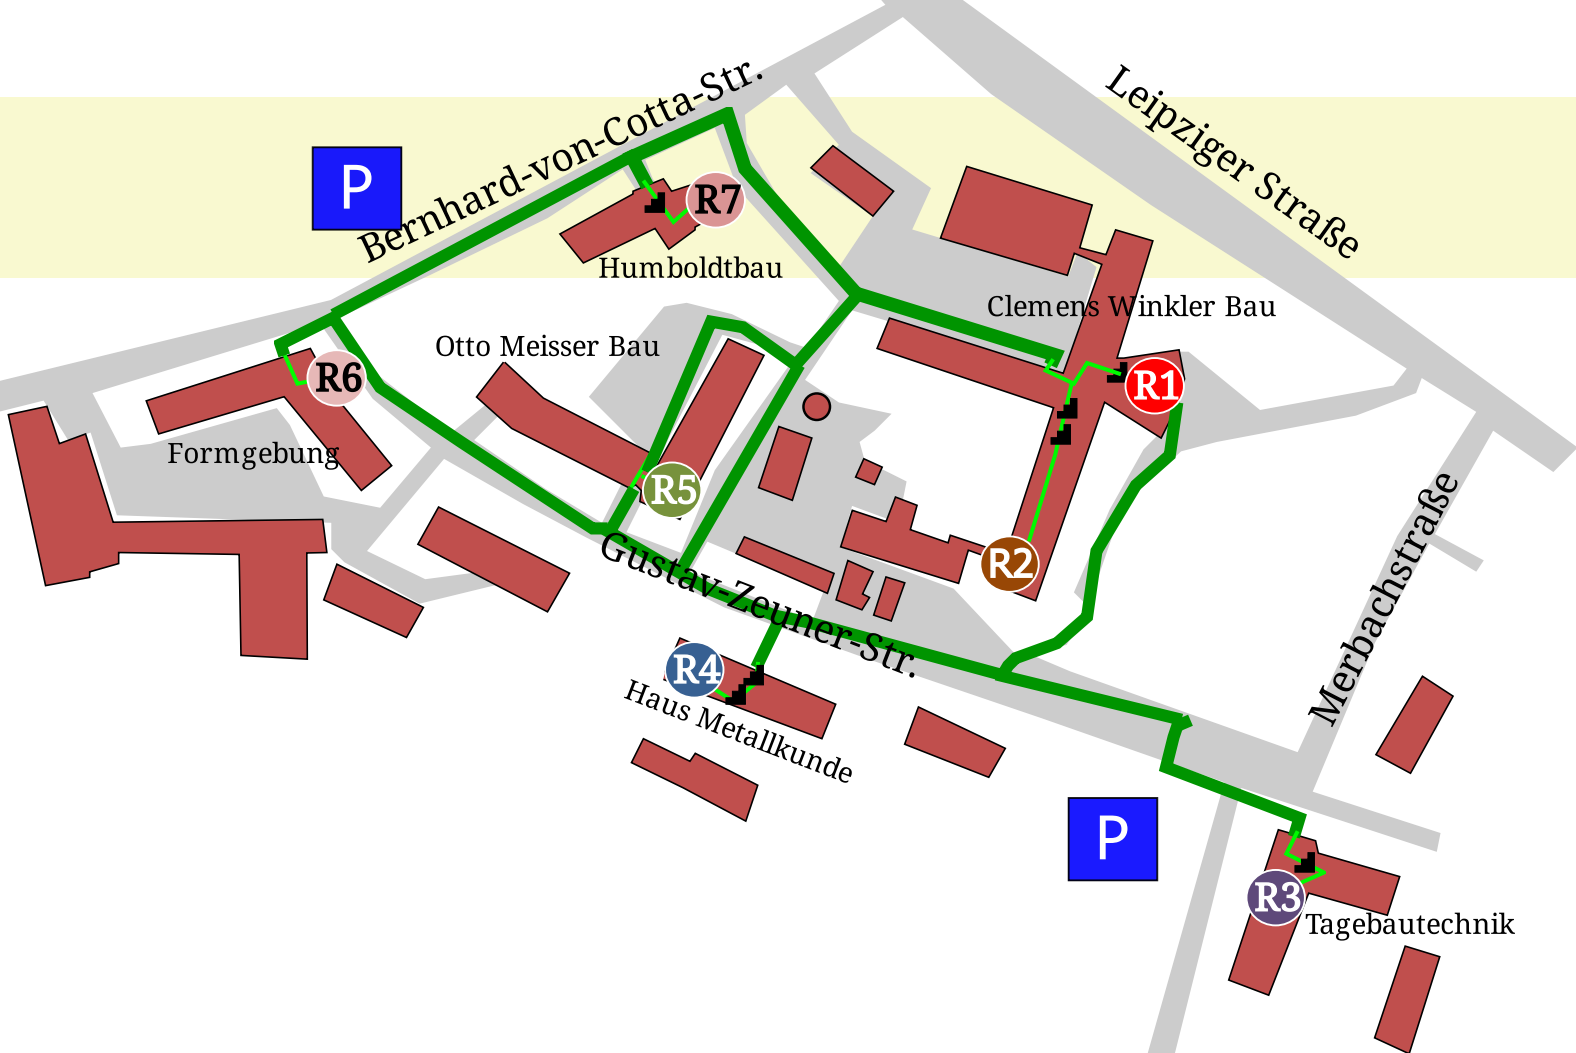 Leipziger Straße
Bernhard-von-Cotta-Str.
P
R7
Humboldtbau
Clemens Winkler Bau
Otto Meisser Bau
R6
R1
Formgebung
R5
Merbachstraße
R2
Gustav-Zeuner-Str.
R4
Haus Metallkunde
P
R3
Tagebautechnik